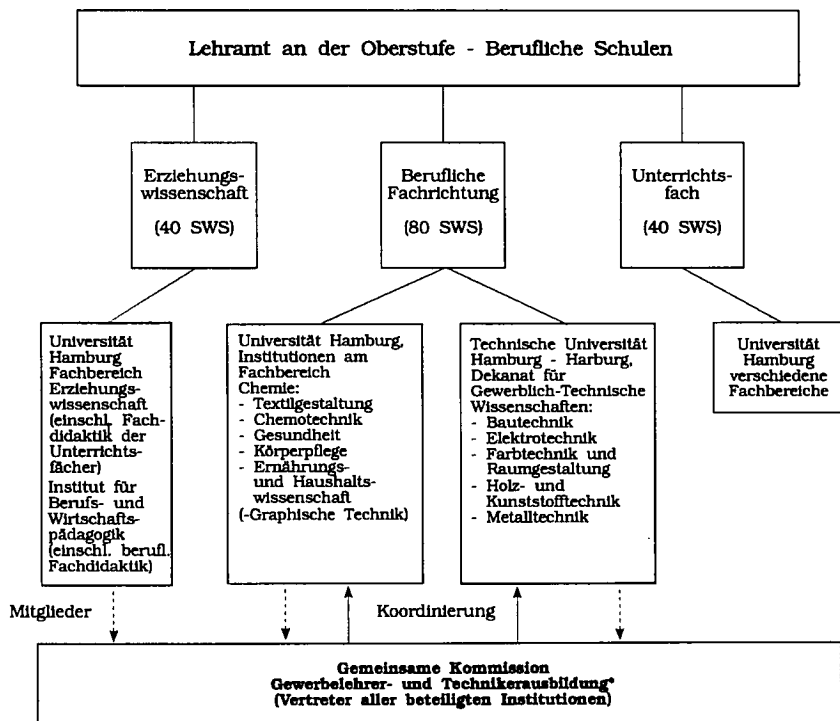 Lehramt an der Oberstufe - Berufliche Schulen
Erziehungs-
wissenschaft
(40 SWS)
Berufliche
Fachrichtung
(80 SWS)
Unterrichts-
fach
(40 SWS)
Universität
Hamburg
Fachbereich
Erziehungs-
wissenschaft
(einschl. Fach-
didaktik der
Unterrichts-
fächer)
Institut für
Berufs- und
Wirtschafts-
pädagogik
(einschl. berufl.
Fachdidaktik)
Universität Hamburg,
Institutionen am
Fachbereich
Chemie:
- Textilgestaltung
- Chemotechnik
- Gesundheit
- Körperpflege
- Ernährungs-
und Haushalts-
wissenschaft
(-Graphische Technik)
Technische Universität
Hamburg - Harburg,
Dekanat für
Gewerblich-Technische
Wissenschaften:
- Bautechnik
- Elektrotechnik
- Farbtechnik und
Raumgestaltung
- Holz- und
Kunststofftechnik
- Metalltechnik
Universität
Hamburg
verschiedene
Fachbereiche
Mitglieder
Koordinierung
Gemeinsame Kommission
Gewerbelehrer- und Technikerausbildung*
(Vertreter aller beteiligten Institutionen)